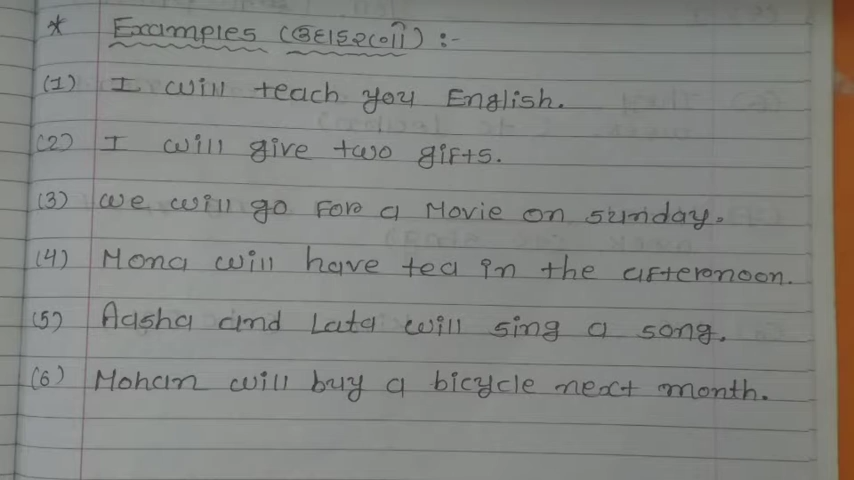 * Examples (ઉદાહરણો) :-
(1) I will teach you English.
(2) I will give two gifts.
(3) We will go for a Movie on sunday.
(4) Mona will have tea in the afternoon.
(5) Aasha and Lata will sing a song.
(6) Mohan will buy a bicycle next month.